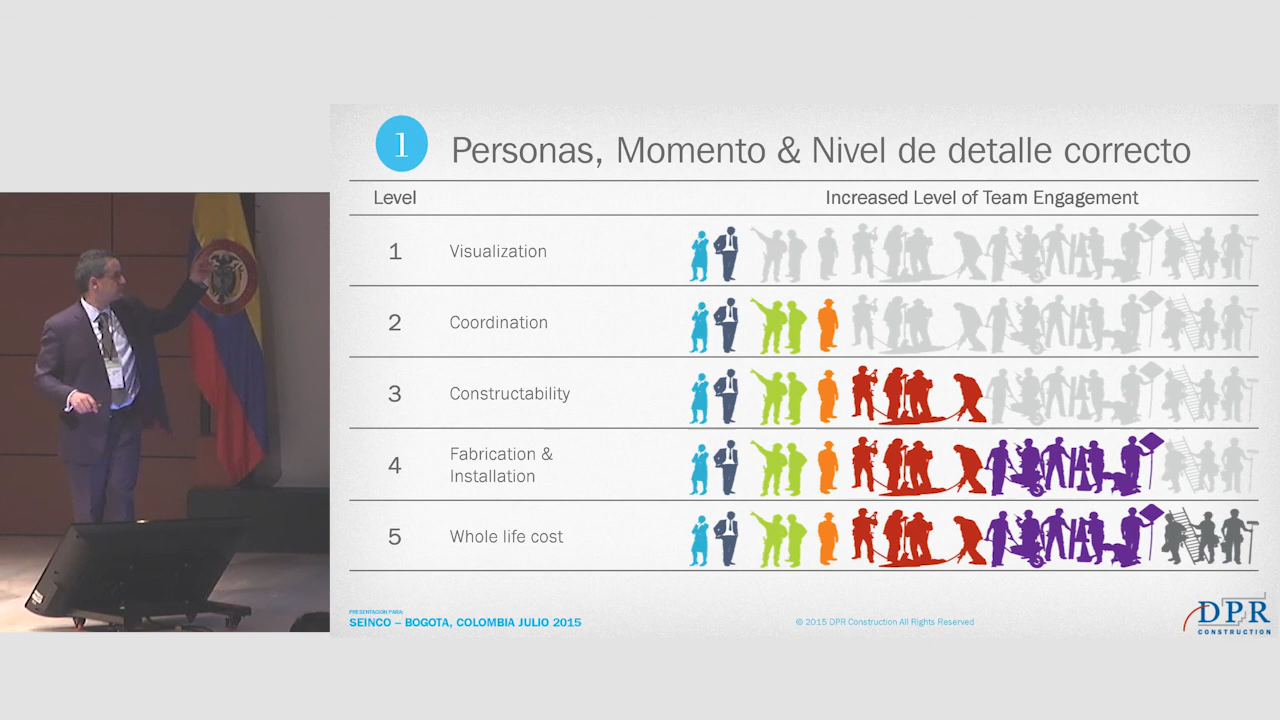 1
Personas, Momento & Nivel de detalle correcto
Level
Increased Level of Team Engagement
1
Visualization
2
Coordination
3
Constructability
4
Fabrication &
Installation
5
Whole life cost
PRESENTACION PARA:
SEINCO – BOGOTA, COLOMBIA JULIO 2015
© 2015 DPR Construction All Rights Reserved
DPR
CONSTRUCTION